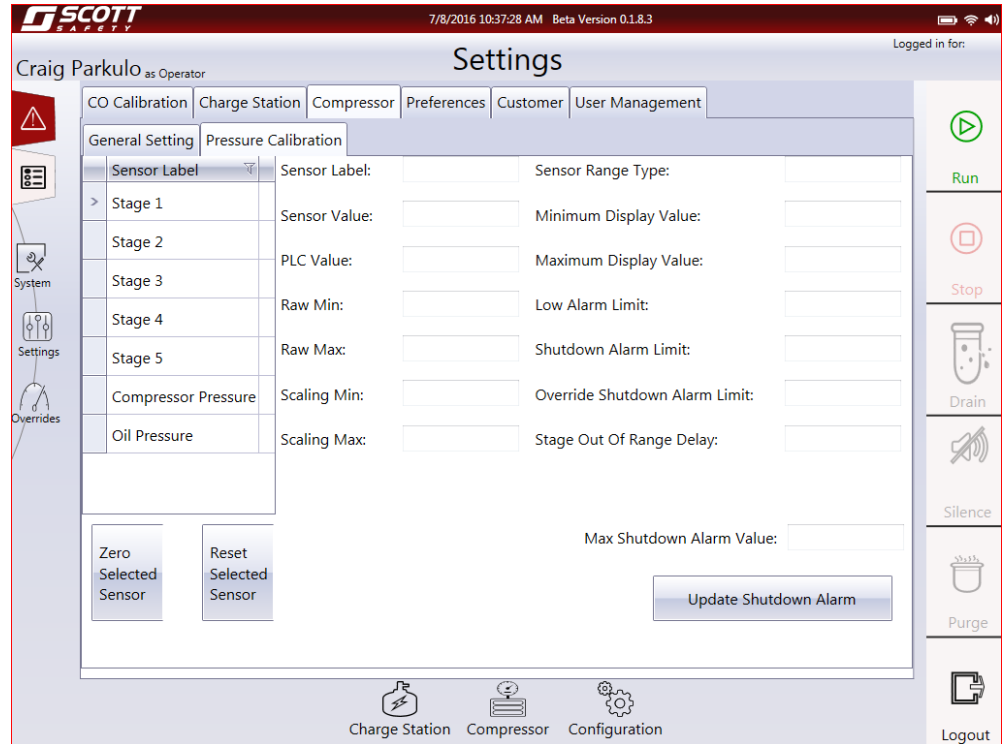 SCOTT
SAFETY
7/8/2016 10:37:28 AM Beta Version 0.1.8.3
Craig Parkulo as Operator
Settings
Logged in for:
CO Calibration
Charge Station
Compressor
Preferences
Customer
User Management
General Setting
Pressure Calibration
Sensor Label
Stage 1
Stage 2
Stage 3
Stage 4
Stage 5
Compressor Pressure
Oil Pressure
Sensor Label:
Sensor Value:
PLC Value:
Raw Min:
Raw Max:
Scaling Min:
Scaling Max:
Sensor Range Type:
Minimum Display Value:
Maximum Display Value:
Low Alarm Limit:
Shutdown Alarm Limit:
Override Shutdown Alarm Limit:
Stage Out Of Range Delay:
Max Shutdown Alarm Value:
Zero
Selected
Sensor
Reset
Selected
Sensor
Update Shutdown Alarm
System
Settings
Overrides
Run
Stop
Drain
Silence
Purge
Logout
Charge Station
Compressor
Configuration